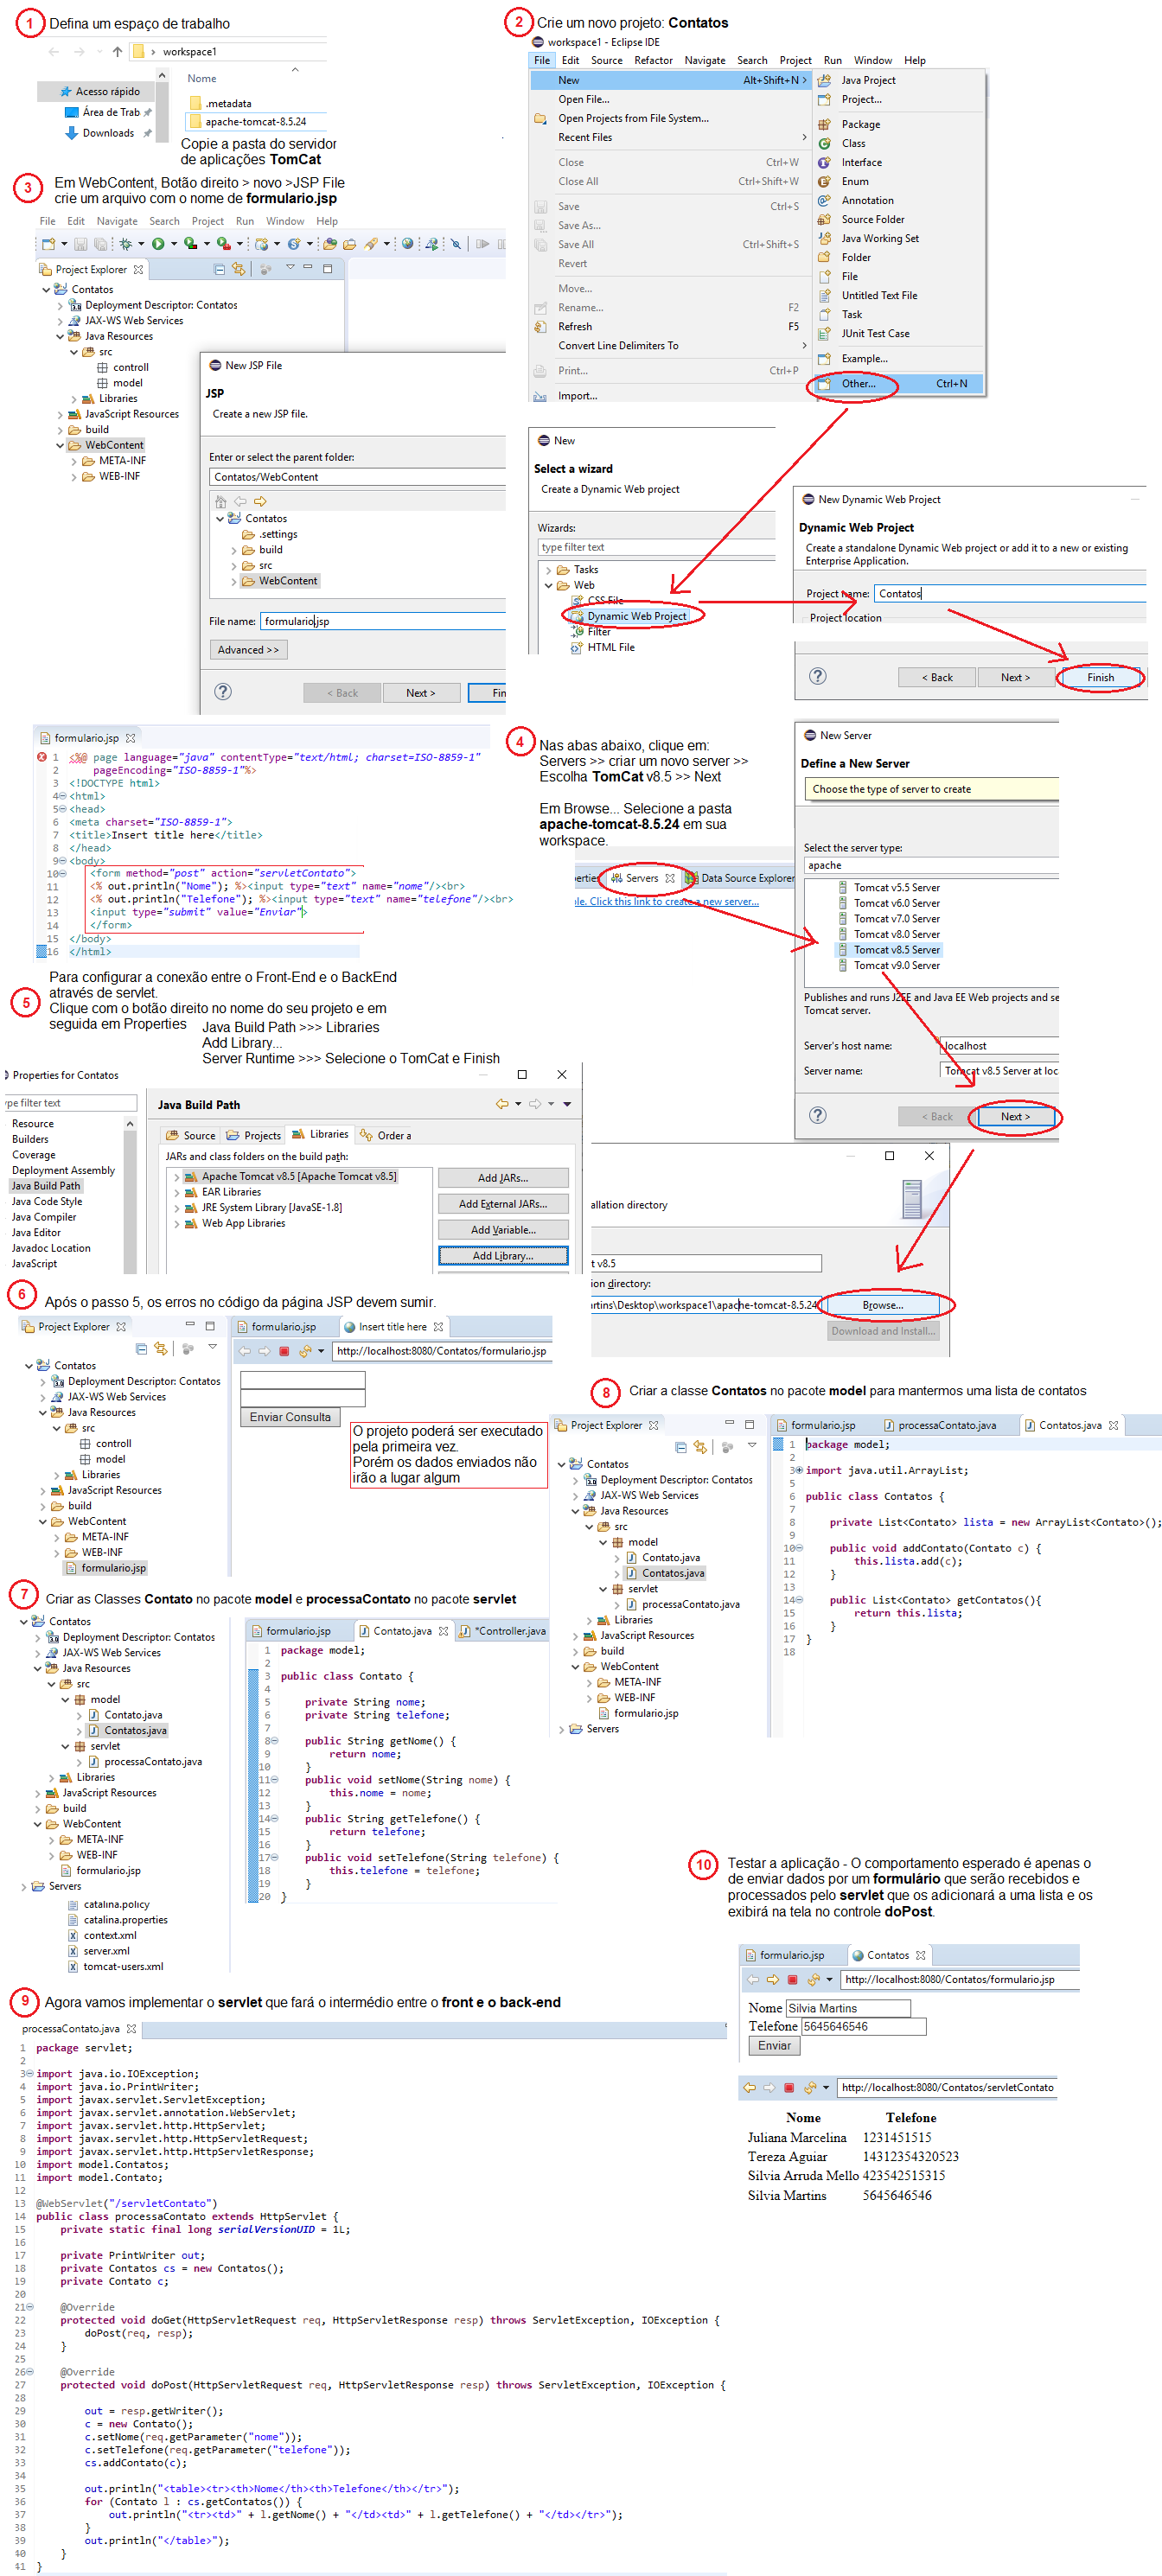 1 Defina um espaço de trabalho
workspace1
Nome
Acesso rápido
Área de Trab
Downloads
.metadata
apache-tomcat-8.5.24
Copie a pasta do servidor
de aplicações TomCat
2 Crie um novo projeto: Contatos
workspace1 - Eclipse IDE
File Edit Source Refactor Navigate Search Project Run Window Help
New Alt+Shift+N >
Open File...
Open Projects from File System...
Recent Files
Close Ctrl+W
Close All Ctrl+Shift+W
Save Ctrl+S
Save As...
Save All Ctrl+Shift+S
Revert
Move...
Rename... F2
Refresh F5
Convert Line Delimiters To
Print... Ctrl+P
Import...
Java Project
Project...
Package
Class
Interface
Enum
Annotation
Source Folder
Java Working Set
Folder
File
Untitled Text File
Task
JUnit Test Case
Example...
Other... Ctrl+N
New
Select a wizard
Create a Dynamic Web project
Wizards:
type filter text
Tasks
Web
CSS File
Dynamic Web Project
Filter
HTML File
New Dynamic Web Project
Dynamic Web Project
Create a standalone Dynamic Web project or add it to a new or existing
Enterprise Application.
Project name: Contatos
Project location
? < Back Next > Finish
3 Em WebContent, Botão direito > novo >JSP File
crie um arquivo com o nome de formulario.jsp
File Edit Navigate Search Project Run Window Help
Project Explorer
Contatos
Deployment Descriptor: Contatos
JAX-WS Web Services
Java Resources
src
controll
model
Libraries
JavaScript Resources
build
WebContent
META-INF
WEB-INF
New JSP File
JSP
Create a new JSP file.
Enter or select the parent folder:
Contatos/WebContent
Contatos
.settings
build
src
WebContent
File name: formulario.jsp
Advanced >>
? < Back Next > Fin
formulario.jsp
1 <%@ page language="java" contentType="text/html; charset=ISO-8859-1"
2 pageEncoding="ISO-8859-1"%>
3 <!DOCTYPE html>
4 <html>
5 <head>
6 <meta charset="ISO-8859-1">
7 <title>Insert title here</title>
8 </head>
9 <body>
10 <form method="post" action="servletContato">
11 <% out.println("Nome"); %><input type="text" name="nome"/><br>
12 <% out.println("Telefone"); %><input type="text" name="telefone"/><br>
13 <input type="submit" value="Enviar">
14 </form>
15 </body>
16 </html>
4 Nas abas abaixo, clique em:
Servers >> criar um novo server >>
Escolha TomCat v8.5 >> Next
Em Browse... Selecione a pasta
apache-tomcat-8.5.24 em sua
workspace.
perties Servers Data Source Explorer
ble. Click this link to create a new server...
New Server
Define a New Server
Choose the type of server to create
Select the server type:
apache
Tomcat v5.5 Server
Tomcat v6.0 Server
Tomcat v7.0 Server
Tomcat v8.0 Server
Tomcat v8.5 Server
Tomcat v9.0 Server
Publishes and runs J2EE and Java EE Web projects and se
Tomcat server.
Server's host name: localhost
Server name: Tomcat v8.5 Server at loc
? < Back Next >
allation directory
t v8.5
ion directory:
artins\Desktop\workspace1\apache-tomcat-8.5.24 Browse...
Download and Install...
5 Para configurar a conexão entre o Front-End e o BackEnd
através de servlet.
Clique com o botão direito no nome do seu projeto e em
seguida em Properties
Java Build Path >>> Libraries
Add Library...
Server Runtime >>> Selecione o TomCat e Finish
Properties for Contatos
ype filter text
Resource
Builders
Coverage
Deployment Assembly
Java Build Path
Java Code Style
Java Compiler
Java Editor
Javadoc Location
JavaScript
Java Build Path
Source Projects Libraries Order a
JARs and class folders on the build path:
Apache Tomcat v8.5 [Apache Tomcat v8.5]
EAR Libraries
JRE System Library [JavaSE-1.8]
Web App Libraries
Add JARs...
Add External JARs...
Add Variable...
Add Library...
6 Após o passo 5, os erros no código da página JSP devem sumir.
Project Explorer
Contatos
Deployment Descriptor: Contatos
JAX-WS Web Services
Java Resources
src
controll
model
Libraries
JavaScript Resources
build
WebContent
META-INF
WEB-INF
formulario.jsp
formulario.jsp Insert title here
http://localhost:8080/Contatos/formulario.jsp
Enviar Consulta
O projeto poderá ser executado
pela primeira vez.
Porém os dados enviados não
irão a lugar algum
7 Criar as Classes Contato no pacote model e processaContato no pacote servlet
Contatos
Deployment Descriptor: Contatos
JAX-WS Web Services
Java Resources
src
model
Contato.java
Contatos.java
servlet
processaContato.java
Libraries
JavaScript Resources
build
WebContent
META-INF
WEB-INF
formulario.jsp
Servers
catalina.policy
catalina.properties
context.xml
server.xml
tomcat-users.xml
formulario.jsp Contato.java *Controller.java
1 package model;
2
3 public class Contato {
4
5 private String nome;
6 private String telefone;
7
8 public String getNome() {
9 return nome;
10 }
11 public void setNome(String nome) {
12 this.nome = nome;
13 }
14 public String getTelefone() {
15 return telefone;
16 }
17 public void setTelefone(String telefone) {
18 this.telefone = telefone;
19 }
20 }
8 Criar a classe Contatos no pacote model para mantermos uma lista de contatos
Project Explorer
Contatos
Deployment Descriptor: Contatos
JAX-WS Web Services
Java Resources
src
model
Contato.java
Contatos.java
servlet
processaContato.java
Libraries
JavaScript Resources
build
WebContent
META-INF
WEB-INF
formulario.jsp
Servers
formulario.jsp processaContato.java Contatos.java
1 package model;
2
3 import java.util.ArrayList;
5
6 public class Contatos {
7
8 private List<Contato> lista = new ArrayList<Contato>();
9
10 public void addContato(Contato c) {
11 this.lista.add(c);
12 }
13
14 public List<Contato> getContatos(){
15 return this.lista;
16 }
17 }
18
9 Agora vamos implementar o servlet que fará o intermédio entre o front e o back-end
processaContato.java
1 package servlet;
2
3 import java.io.IOException;
4 import java.io.PrintWriter;
5 import javax.servlet.ServletException;
6 import javax.servlet.annotation.WebServlet;
7 import javax.servlet.http.HttpServlet;
8 import javax.servlet.http.HttpServletRequest;
9 import javax.servlet.http.HttpServletResponse;
10 import model.Contatos;
11 import model.Contato;
12
13 @WebServlet("/servletContato")
14 public class processaContato extends HttpServlet {
15 private static final long serialVersionUID = 1L;
16
17 private PrintWriter out;
18 private Contatos cs = new Contatos();
19 private Contato c;
20
21 @Override
22 protected void doGet(HttpServletRequest req, HttpServletResponse resp) throws ServletException, IOException {
23 doPost(req, resp);
24 }
25
26 @Override
27 protected void doPost(HttpServletRequest req, HttpServletResponse resp) throws ServletException, IOException {
28
29 out = resp.getWriter();
30 c = new Contato();
31 c.setNome(req.getParameter("nome"));
32 c.setTelefone(req.getParameter("telefone"));
33 cs.addContato(c);
34
35 out.println("<table><tr><th>Nome</th><th>Telefone</th></tr>");
36 for (Contato l : cs.getContatos()) {
37 out.println("<tr><td>" + l.getNome() + "</td><td>" + l.getTelefone() + "</td></tr>");
38 }
39 out.println("</table>");
40 }
41 }
10 Testar a aplicação - O comportamento esperado é apenas o
de enviar dados por um formulário que serão recebidos e
processados pelo servlet que os adicionará a uma lista e os
exibirá na tela no controle doPost.
formulario.jsp Contatos
http://localhost:8080/Contatos/formulario.jsp
Nome Silvia Martins
Telefone 5645646546
Enviar
http://localhost:8080/Contatos/servletContato
Nome Telefone
Juliana Marcelina 1231451515
Tereza Aguiar 14312354320523
Silvia Arruda Mello 423542515315
Silvia Martins 5645646546